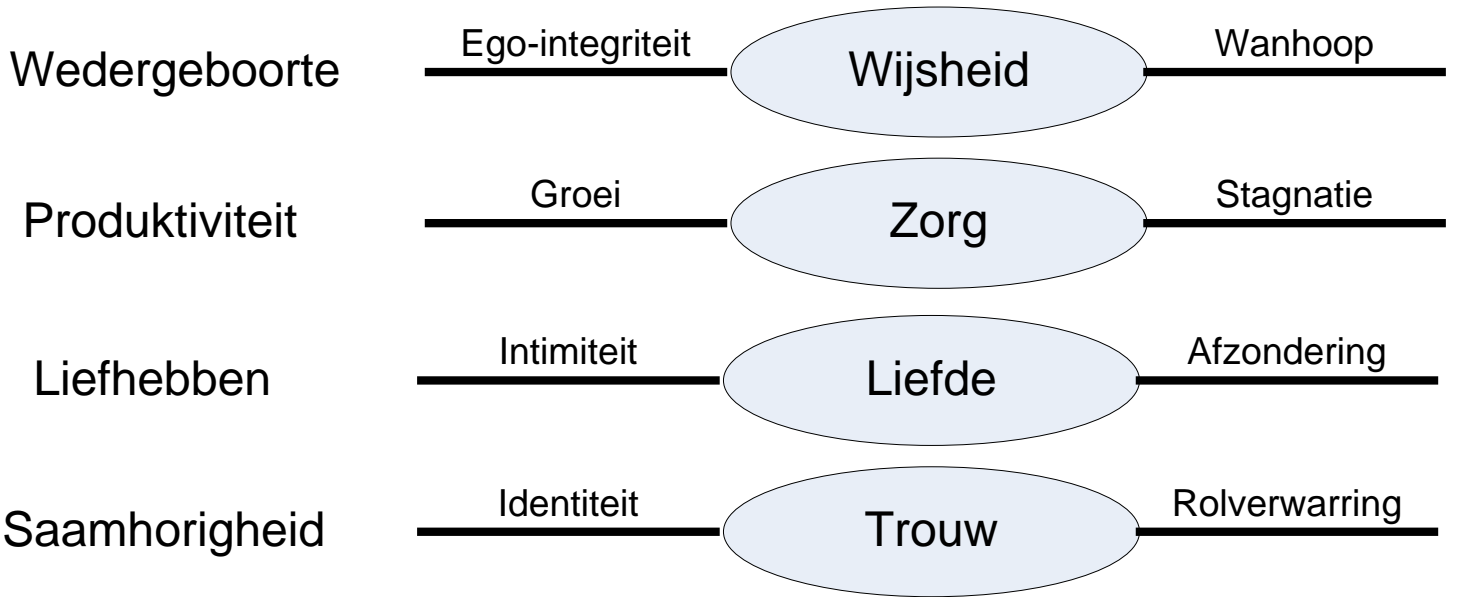 Wedergeboorte Ego-integriteit Wijsheid Wanhoop
Produktiviteit Groei Zorg Stagnatie
Liefhebben Intimiteit Liefde Afzondering
Saamhorigheid Identiteit Trouw Rolverwarring